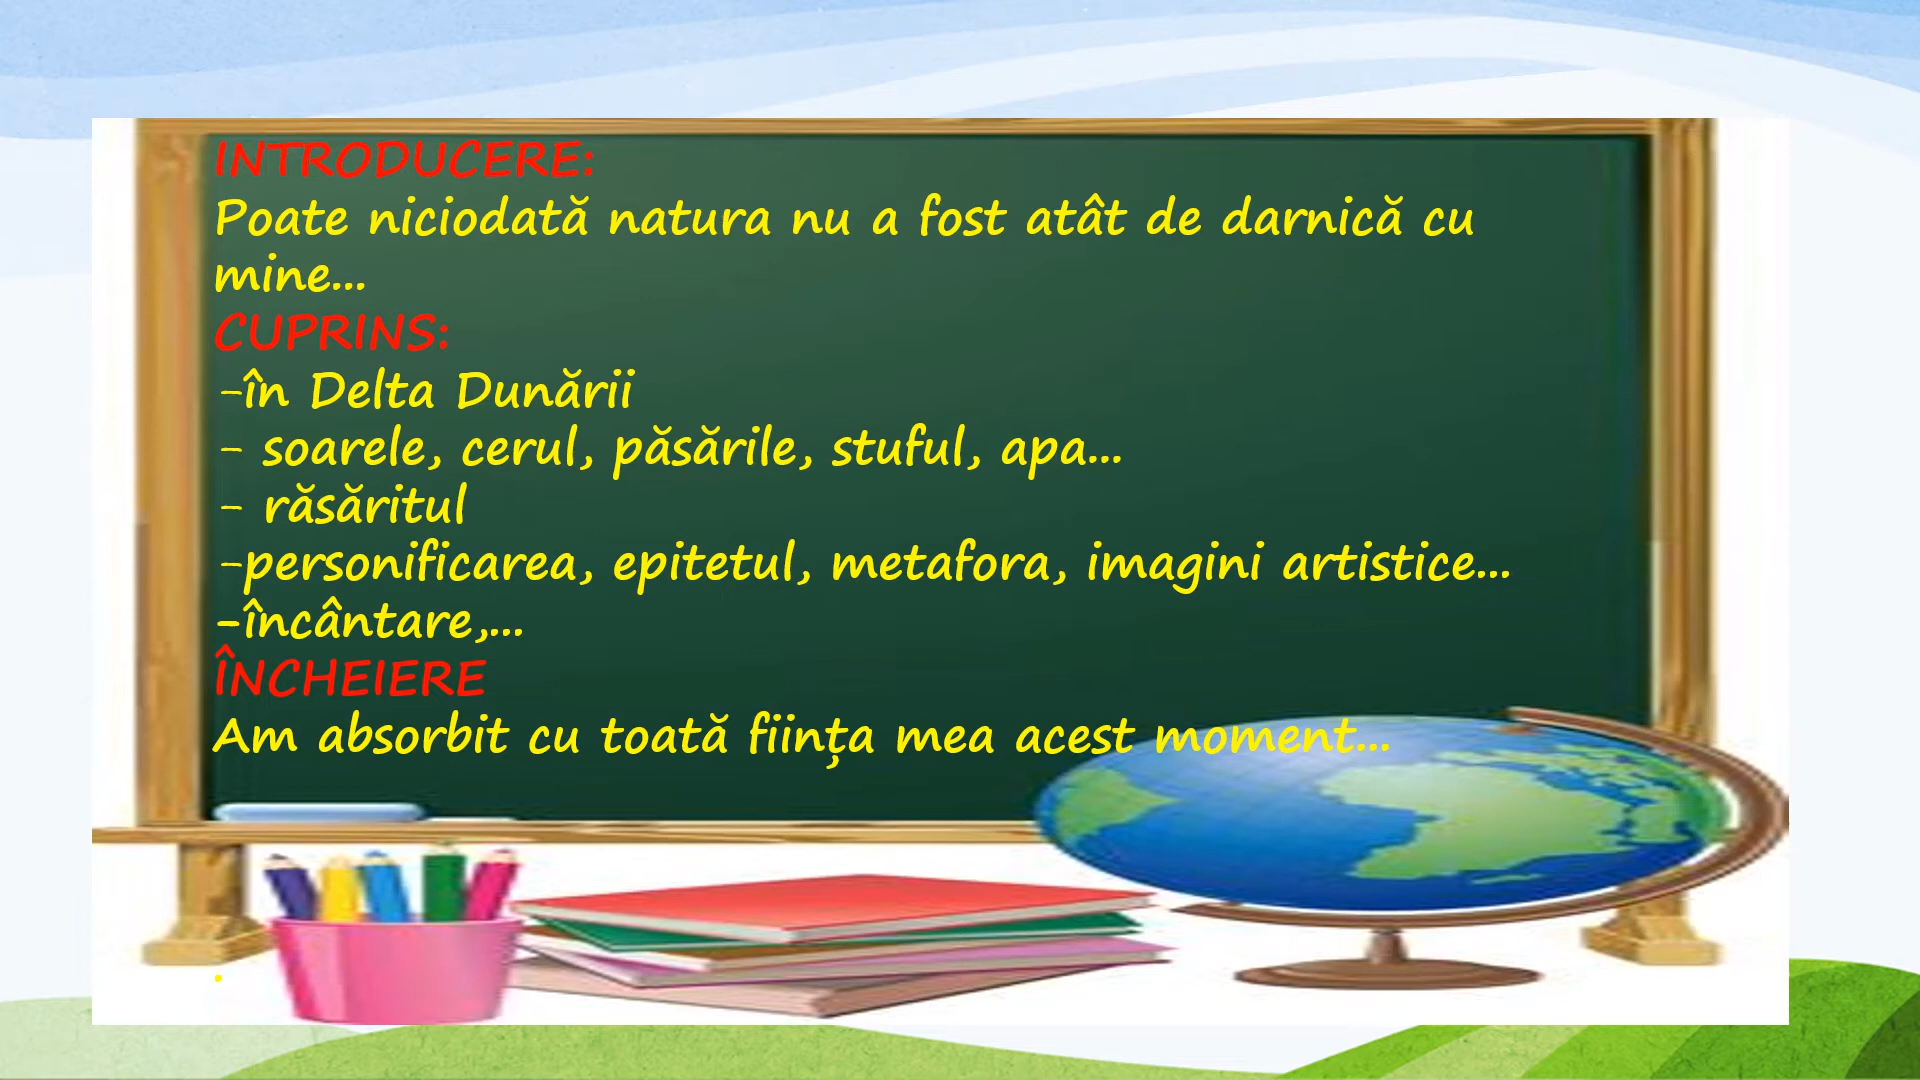 INTRODUCERE:
Poate niciodată natura nu a fost atât de darnică cu
mine...
CUPRINS:
-în Delta Dunării
- soarele, cerul, păsările, stuful, apa...
- răsăritul
-personificarea, epitetul, metafora, imagini artistice...
-încântare,...
ÎNCHEIERE
Am absorbit cu toată ființa mea acest moment...
.